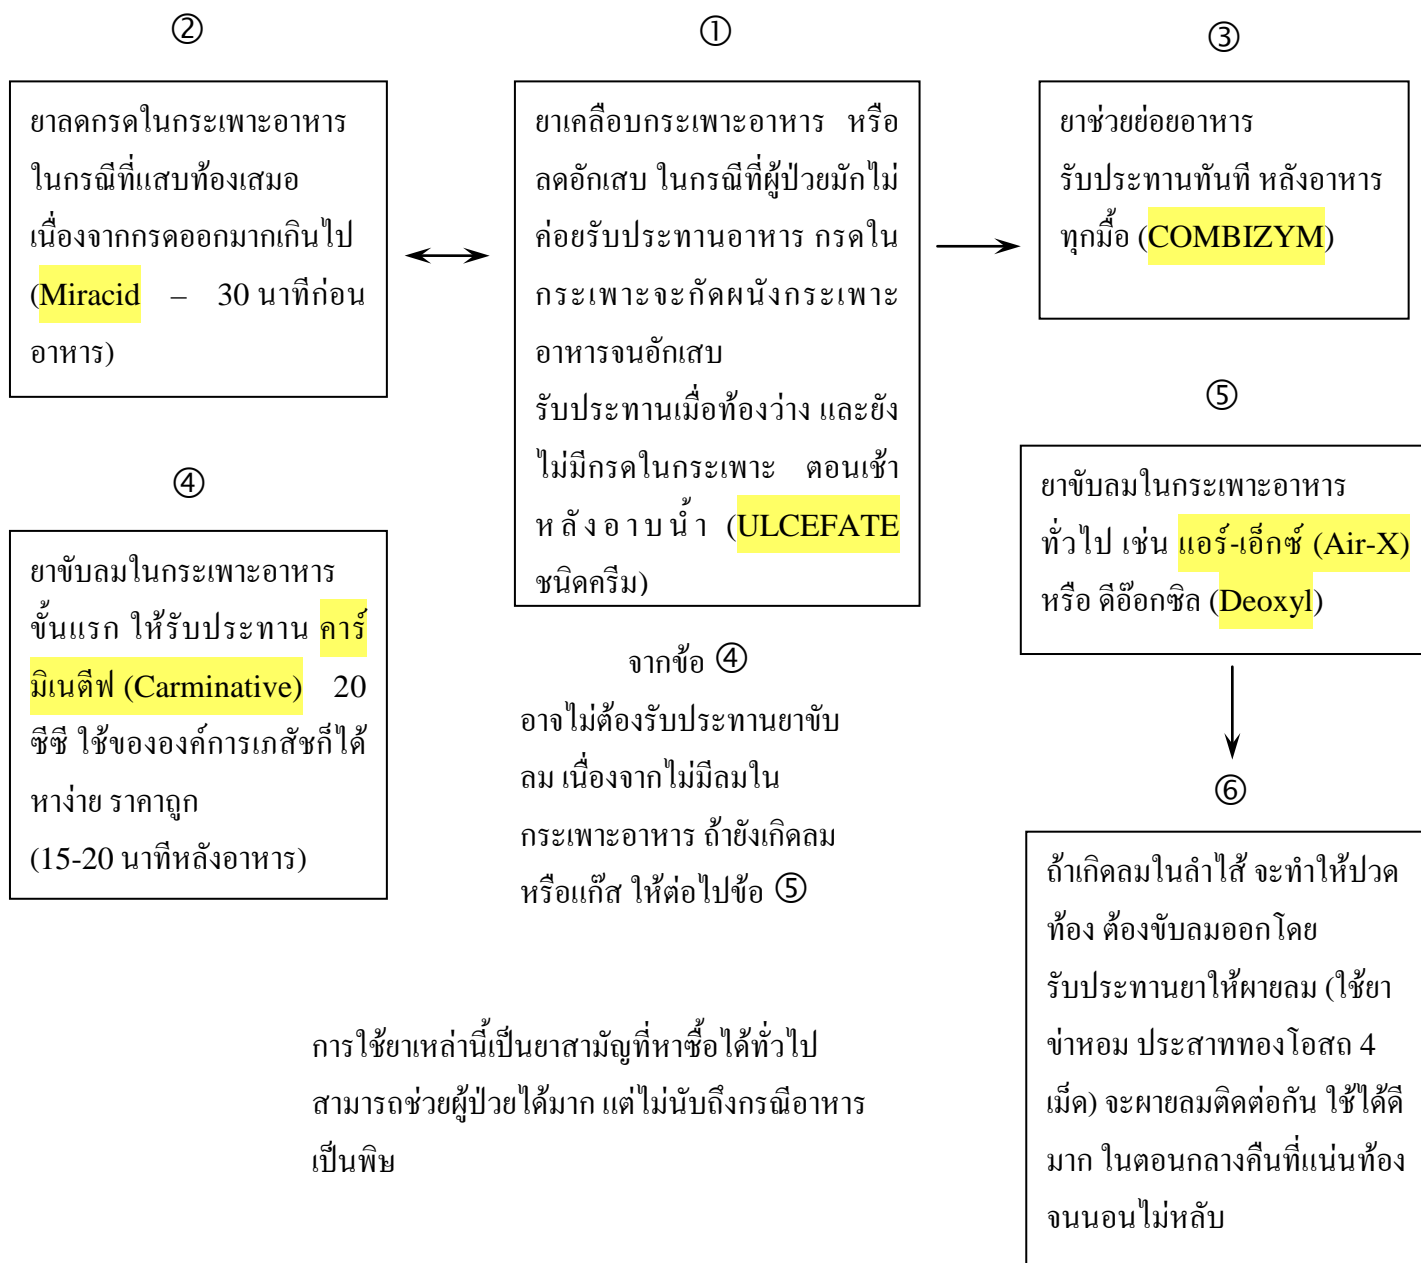 ②
ยาลดกรดในกระเพาะอาหาร
ในกรณีที่แสบท้องเสมอ
เนื่องจากกรดออกมากเกินไป
(Miracid – 30 นาทีก่อน
อาหาร)
①
ยาเคลือบกระเพาะอาหาร หรือ
ลดอักเสบ ในกรณีที่ผู้ป่วยมักไม่
ค่อยรับประทานอาหาร กรดใน
กระเพาะจะกัดผนังกระเพาะ
อาหารจนอักเสบ
รับประทานเมื่อท้องว่าง และยัง
ไม่มีกรดในกระเพาะ ตอนเช้า
หลังอาบน้ำ (ULCEFATE
ชนิดครีม)
③
ยาช่วยย่อยอาหาร
รับประทานทันที หลังอาหาร
ทุกมื้อ (COMBIZYM)
④
ยาขับลมในกระเพาะอาหาร
ขั้นแรก ให้รับประทาน คาร์
มิเนตีฟ (Carminative) 20
ซีซี ใช้ขององค์การเภสัชก็ได้
หาง่าย ราคาถูก
(15-20 นาทีหลังอาหาร)
จากข้อ ④
อาจไม่ต้องรับประทานยาขับ
ลม เนื่องจากไม่มีลมใน
กระเพาะอาหาร ถ้ายังเกิดลม
หรือแก๊ส ให้ต่อไปข้อ ⑤
⑤
ยาขับลมในกระเพาะอาหาร
ทั่วไป เช่น แอร์-เอ็กซ์ (Air-X)
หรือ ดีอ๊อกซิล (Deoxyl)
⑥
ถ้าเกิดลมในลำไส้ จะทำให้ปวด
ท้อง ต้องขับลมออกโดย
รับประทานยาให้ผายลม (ใช้ยา
ข่าหอม ประสาททองโอสถ 4
เม็ด) จะผายลมติดต่อกัน ใช้ได้ดี
มาก ในตอนกลางคืนที่แน่นท้อง
จนนอนไม่หลับ
การใช้ยาเหล่านี้เป็นยาสามัญที่หาซื้อได้ทั่วไป
สามารถช่วยผู้ป่วยได้มาก แต่ไม่นับถึงกรณีอาหาร
เป็นพิษ